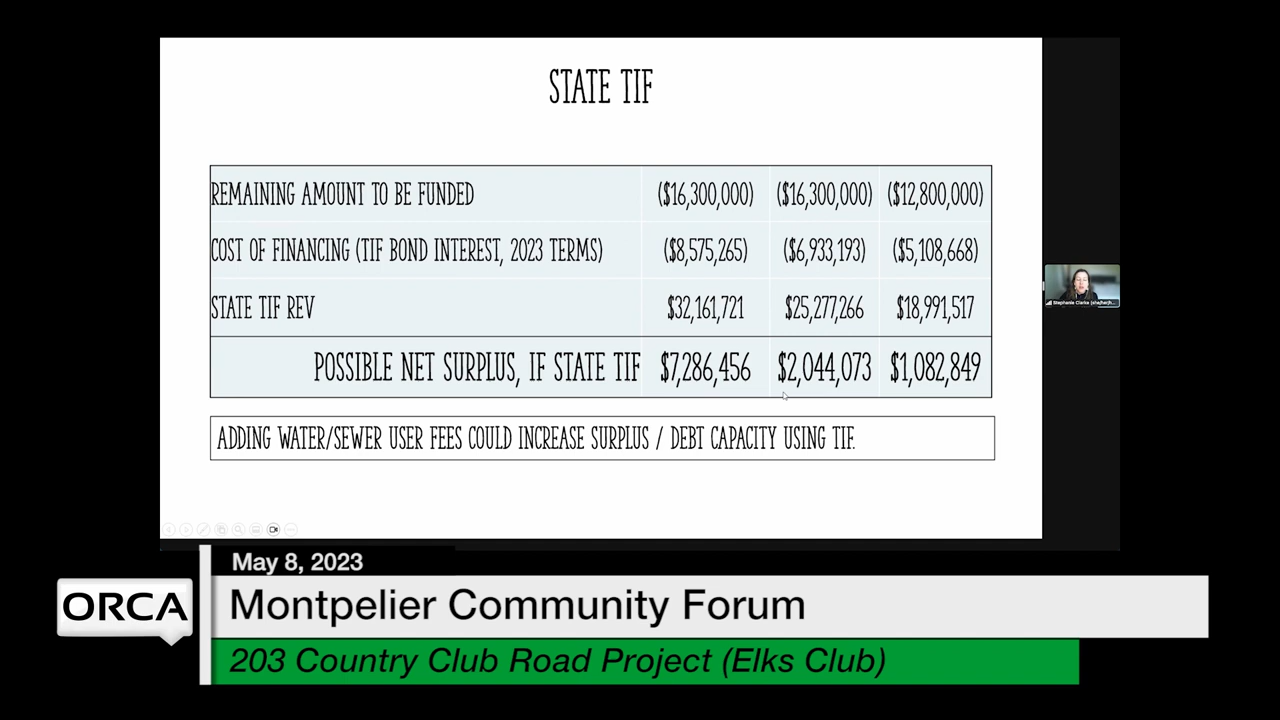 STATE TIF
REMAINING AMOUNT TO BE FUNDED ($16,300,000) ($16,300,000) ($12,800,000)
COST OF FINANCING (TIF BOND INTEREST, 2023 TERMS) ($8,575,265) ($6,933,193) ($5,108,668)
STATE TIF REV $32,161,721 $25,277,266 $18,991,517
POSSIBLE NET SURPLUS, IF STATE TIF $7,286,456 $2,044,073 $1,082,849
ADDING WATER/SEWER USER FEES COULD INCREASE SURPLUS / DEBT CAPACITY USING TIF.
Stephanie Clarke (she/her)
May 8, 2023
ORCA
Montpelier Community Forum
203 Country Club Road Project (Elks Club)